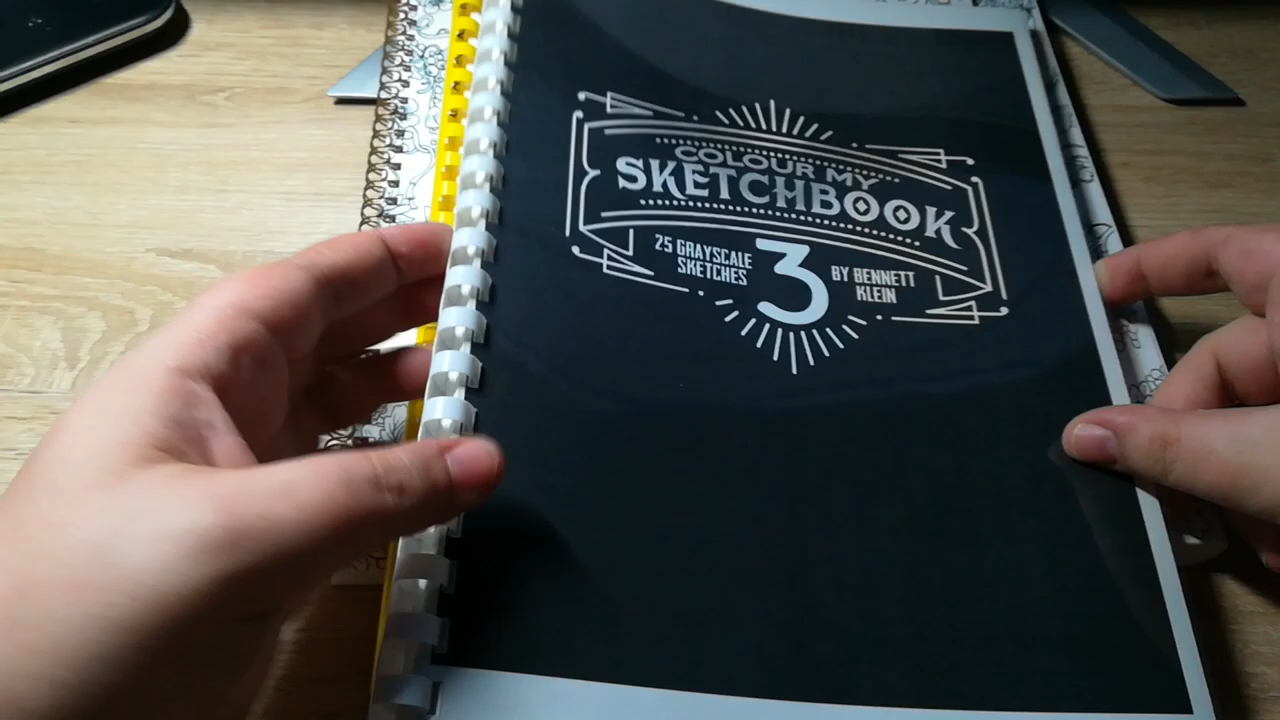 COLOUR MY
SKETCHBOOK
25 GRAYSCALE
SKETCHES
3
BY BENNETT
KLEIN